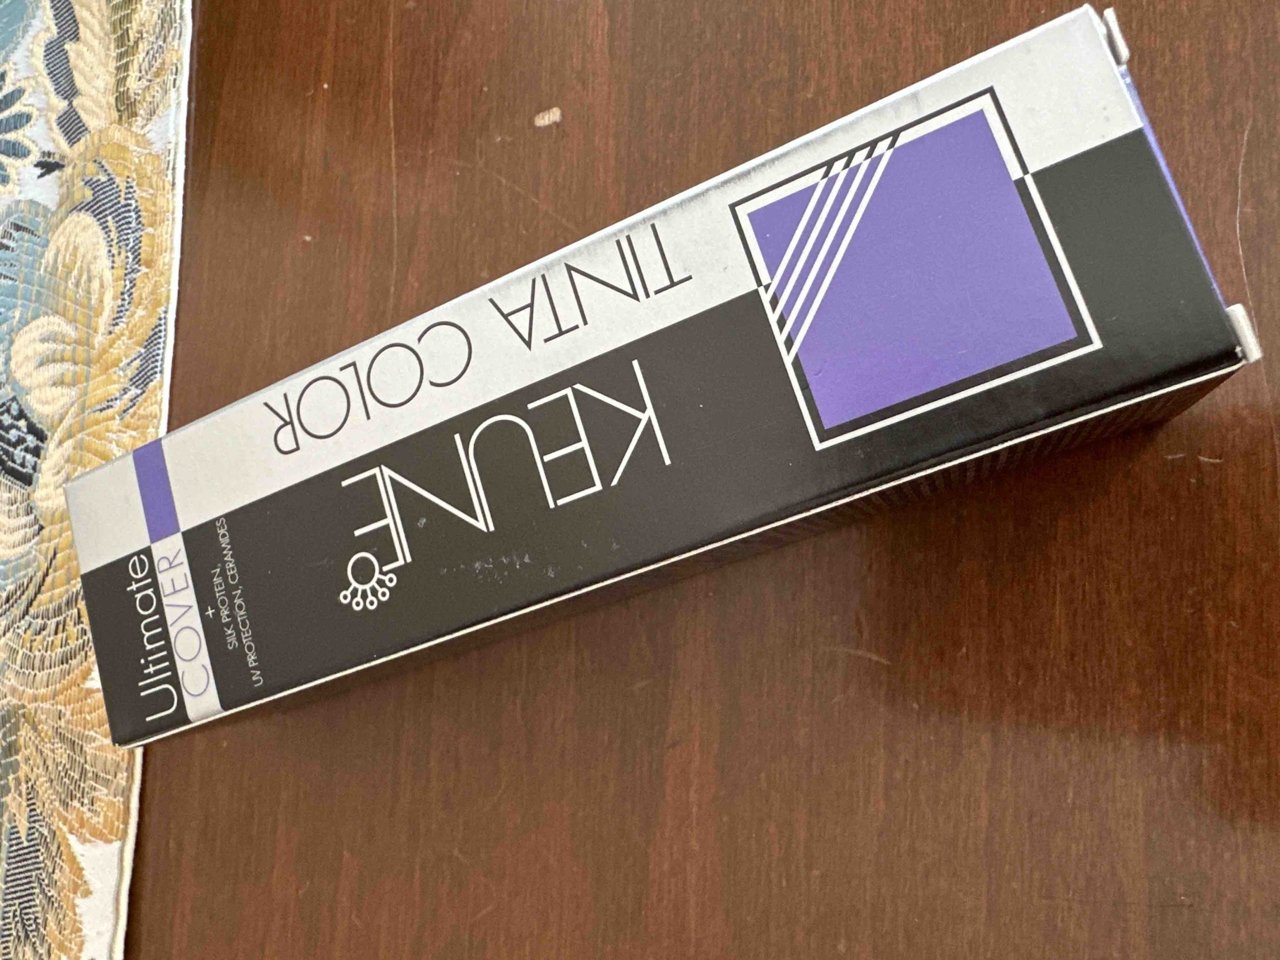 TINTA COLOR
KEUNE
Ultimate
COVER
+
SILK PROTEIN,
UV PROTECTION, CERAMIDES